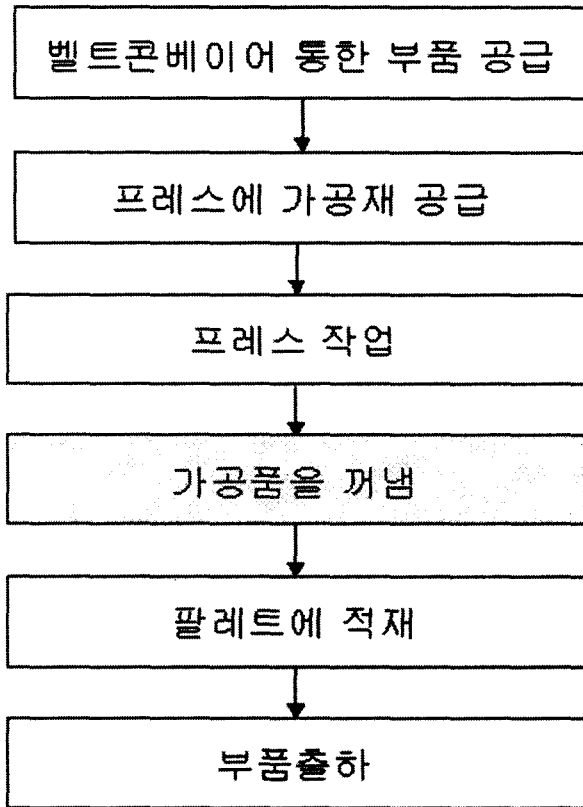 벨트콘베이어 통한 부품 공급
프레스에 가공재 공급
프레스 작업
가공품을 꺼냄
팔레트에 적재
부품출하